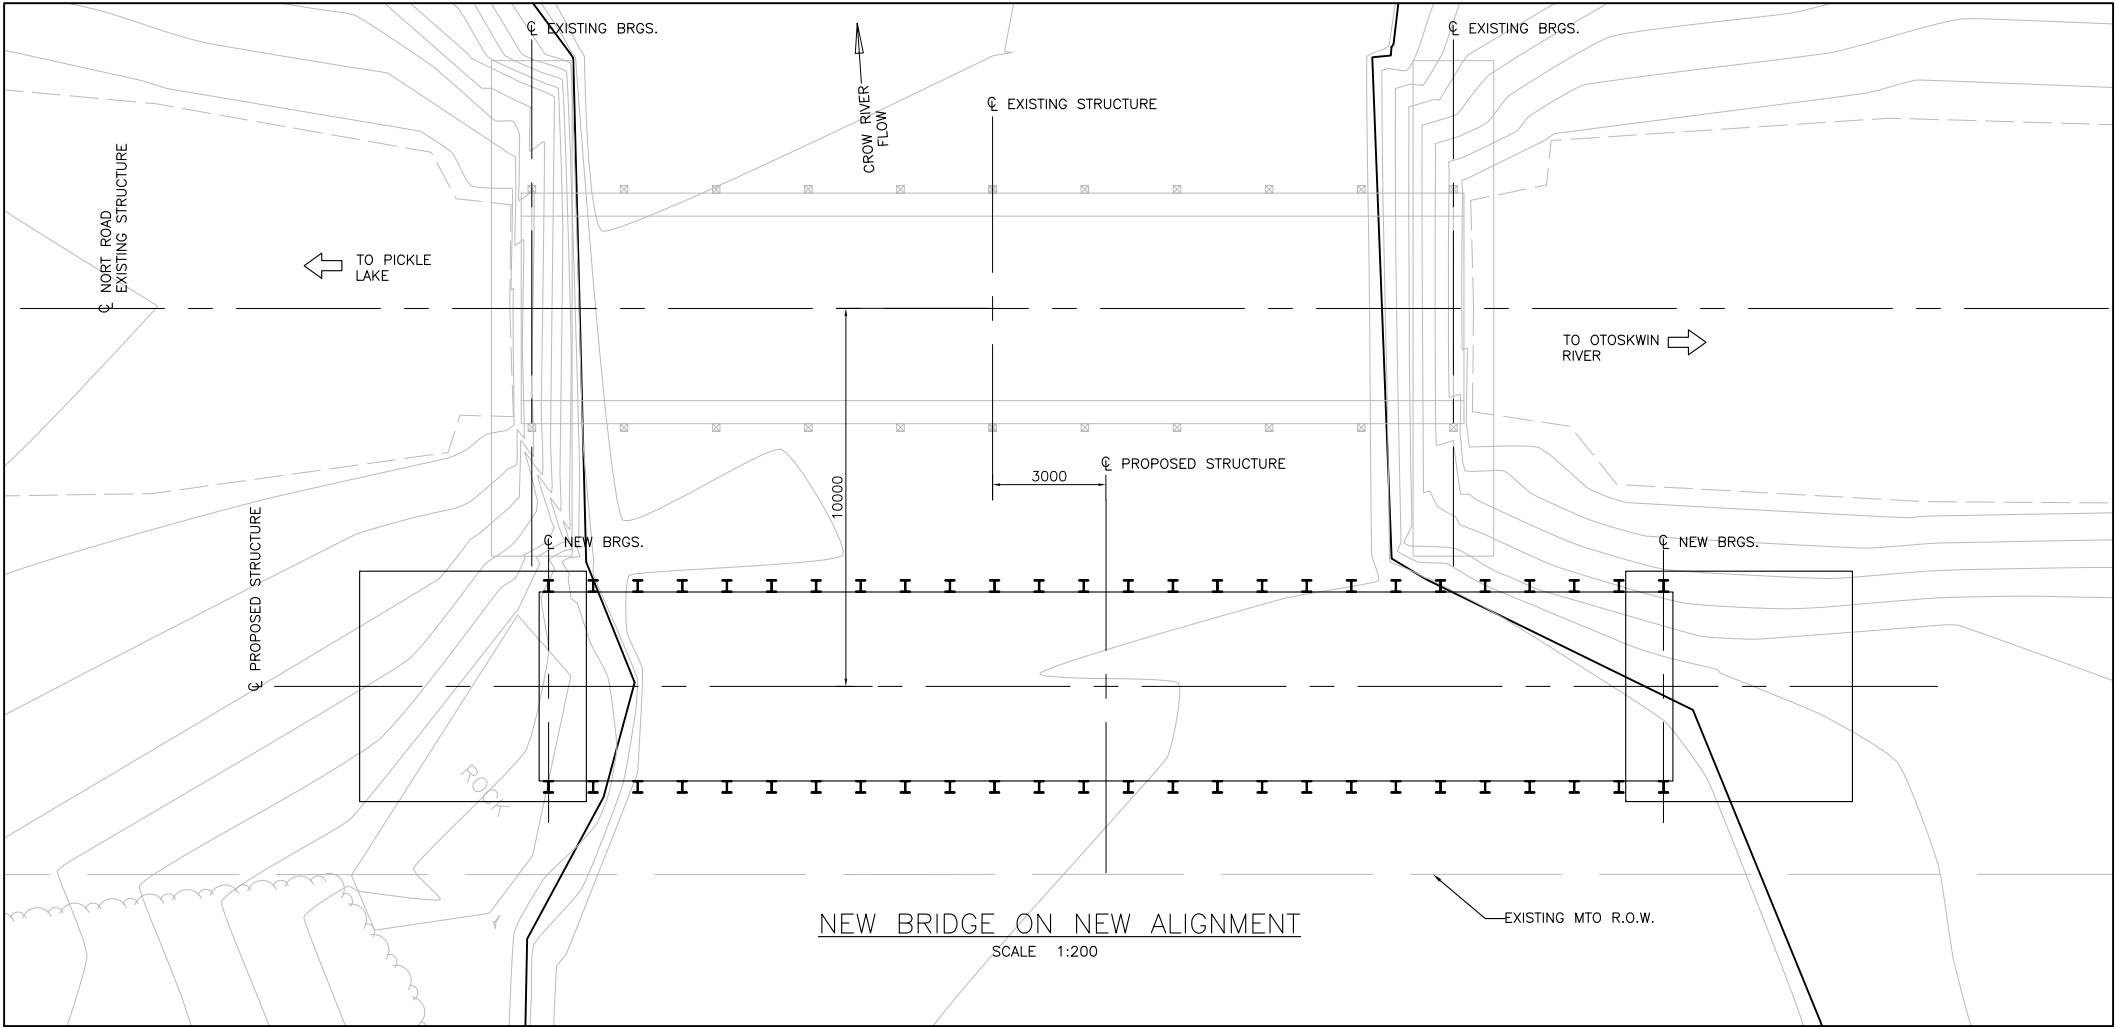 ℄ EXISTING BRGS.
℄ EXISTING BRGS.
CROW RIVER
FLOW
℄ EXISTING STRUCTURE
℄ NORT ROAD
EXISTING STRUCTURE
TO PICKLE
LAKE
TO OTOSKWIN
RIVER
℄ PROPOSED STRUCTURE
3000
10000
℄ PROPOSED STRUCTURE
℄ NEW BRGS.
℄ NEW BRGS.
ROCK
EXISTING MTO R.O.W.
NEW BRIDGE ON NEW ALIGNMENT
SCALE 1:200